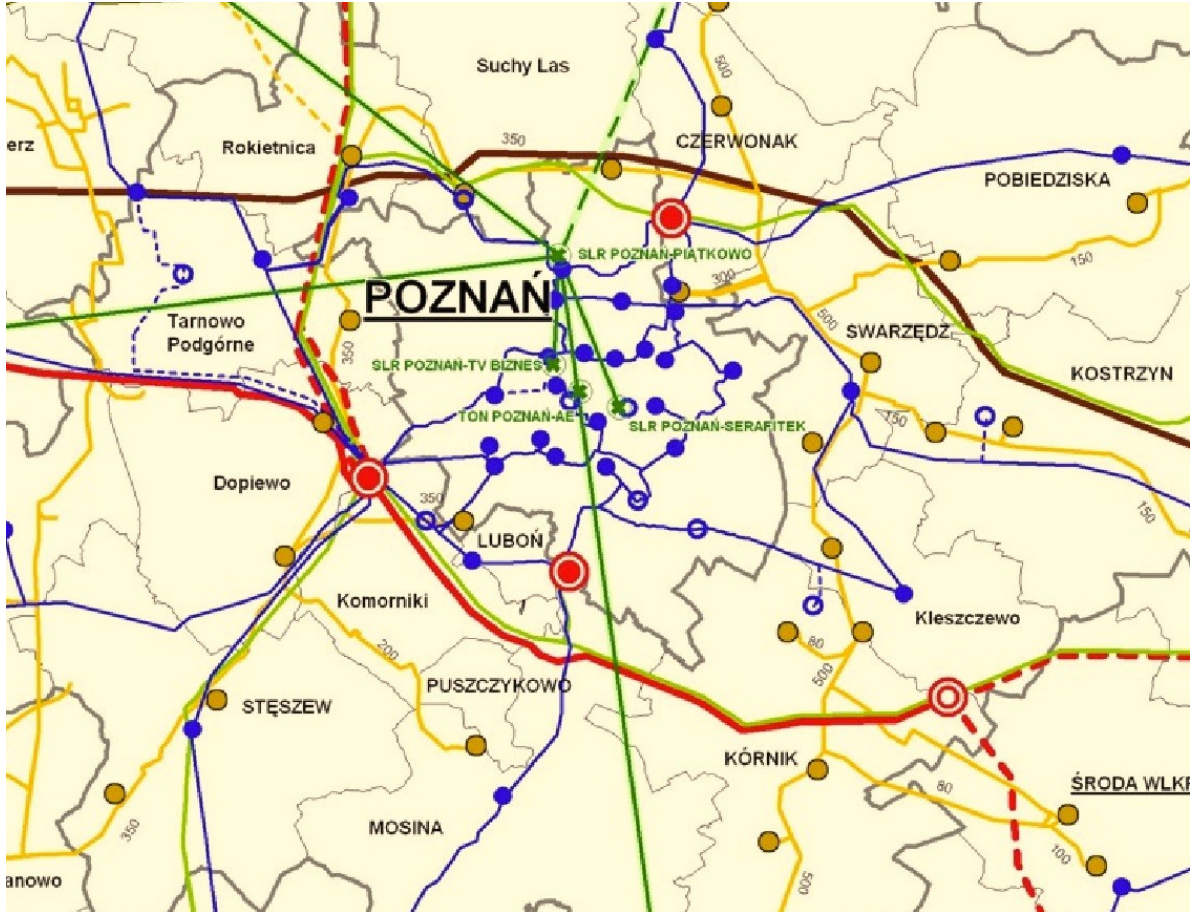 Suchy Las
500
350
CZERWONAK
erz
Rokietnica
POBIEDZISKA
SLR POZNAŃ-PIĄTKOWO
150
300
POZNAŃ
500
Tarnowo
Podgórne
SWARZĘDZ
350
SLR POZNAŃ-TV BIZNES
KOSTRZYN
TON POZNAŃ-AE
SLR POZNAŃ-SERAFITEK
150
Dopiewo
350
150
LUBOŃ
Komorniki
1
Kleszczewo
200
80
500
PUSZCZYKOWO
STĘSZEW
KÓRNIK
80
ŚRODA WLKP
350
MOSINA
100
anowo
500